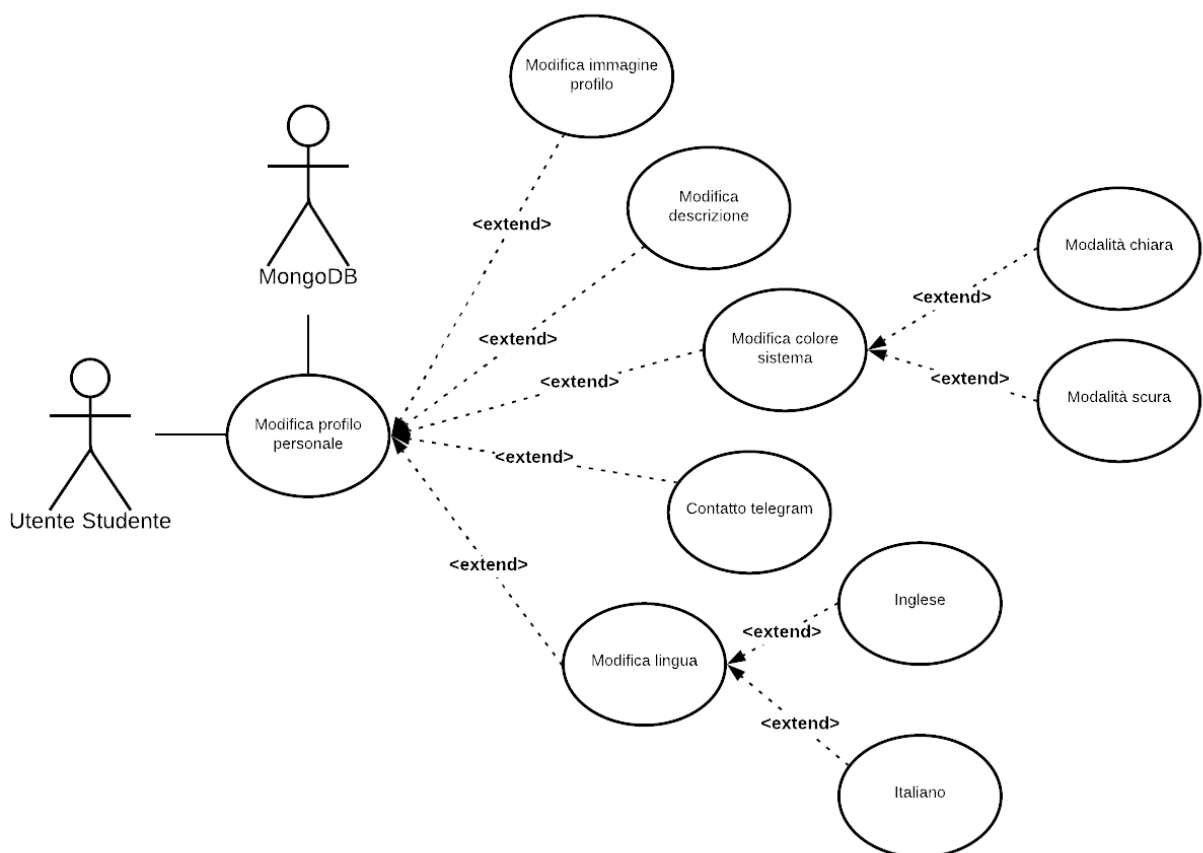 Modifica immagine
profilo
Modifica
descrizione
<extend>
MongoDB
Modalità chiara
<extend>
<extend>
Modifica colore
sistema
<extend>
<extend>
Modalità scura
Modifica profilo
personale
<extend>
Contatto telegram
Utente Studente
<extend>
Inglese
<extend>
Modifica lingua
<extend>
Italiano